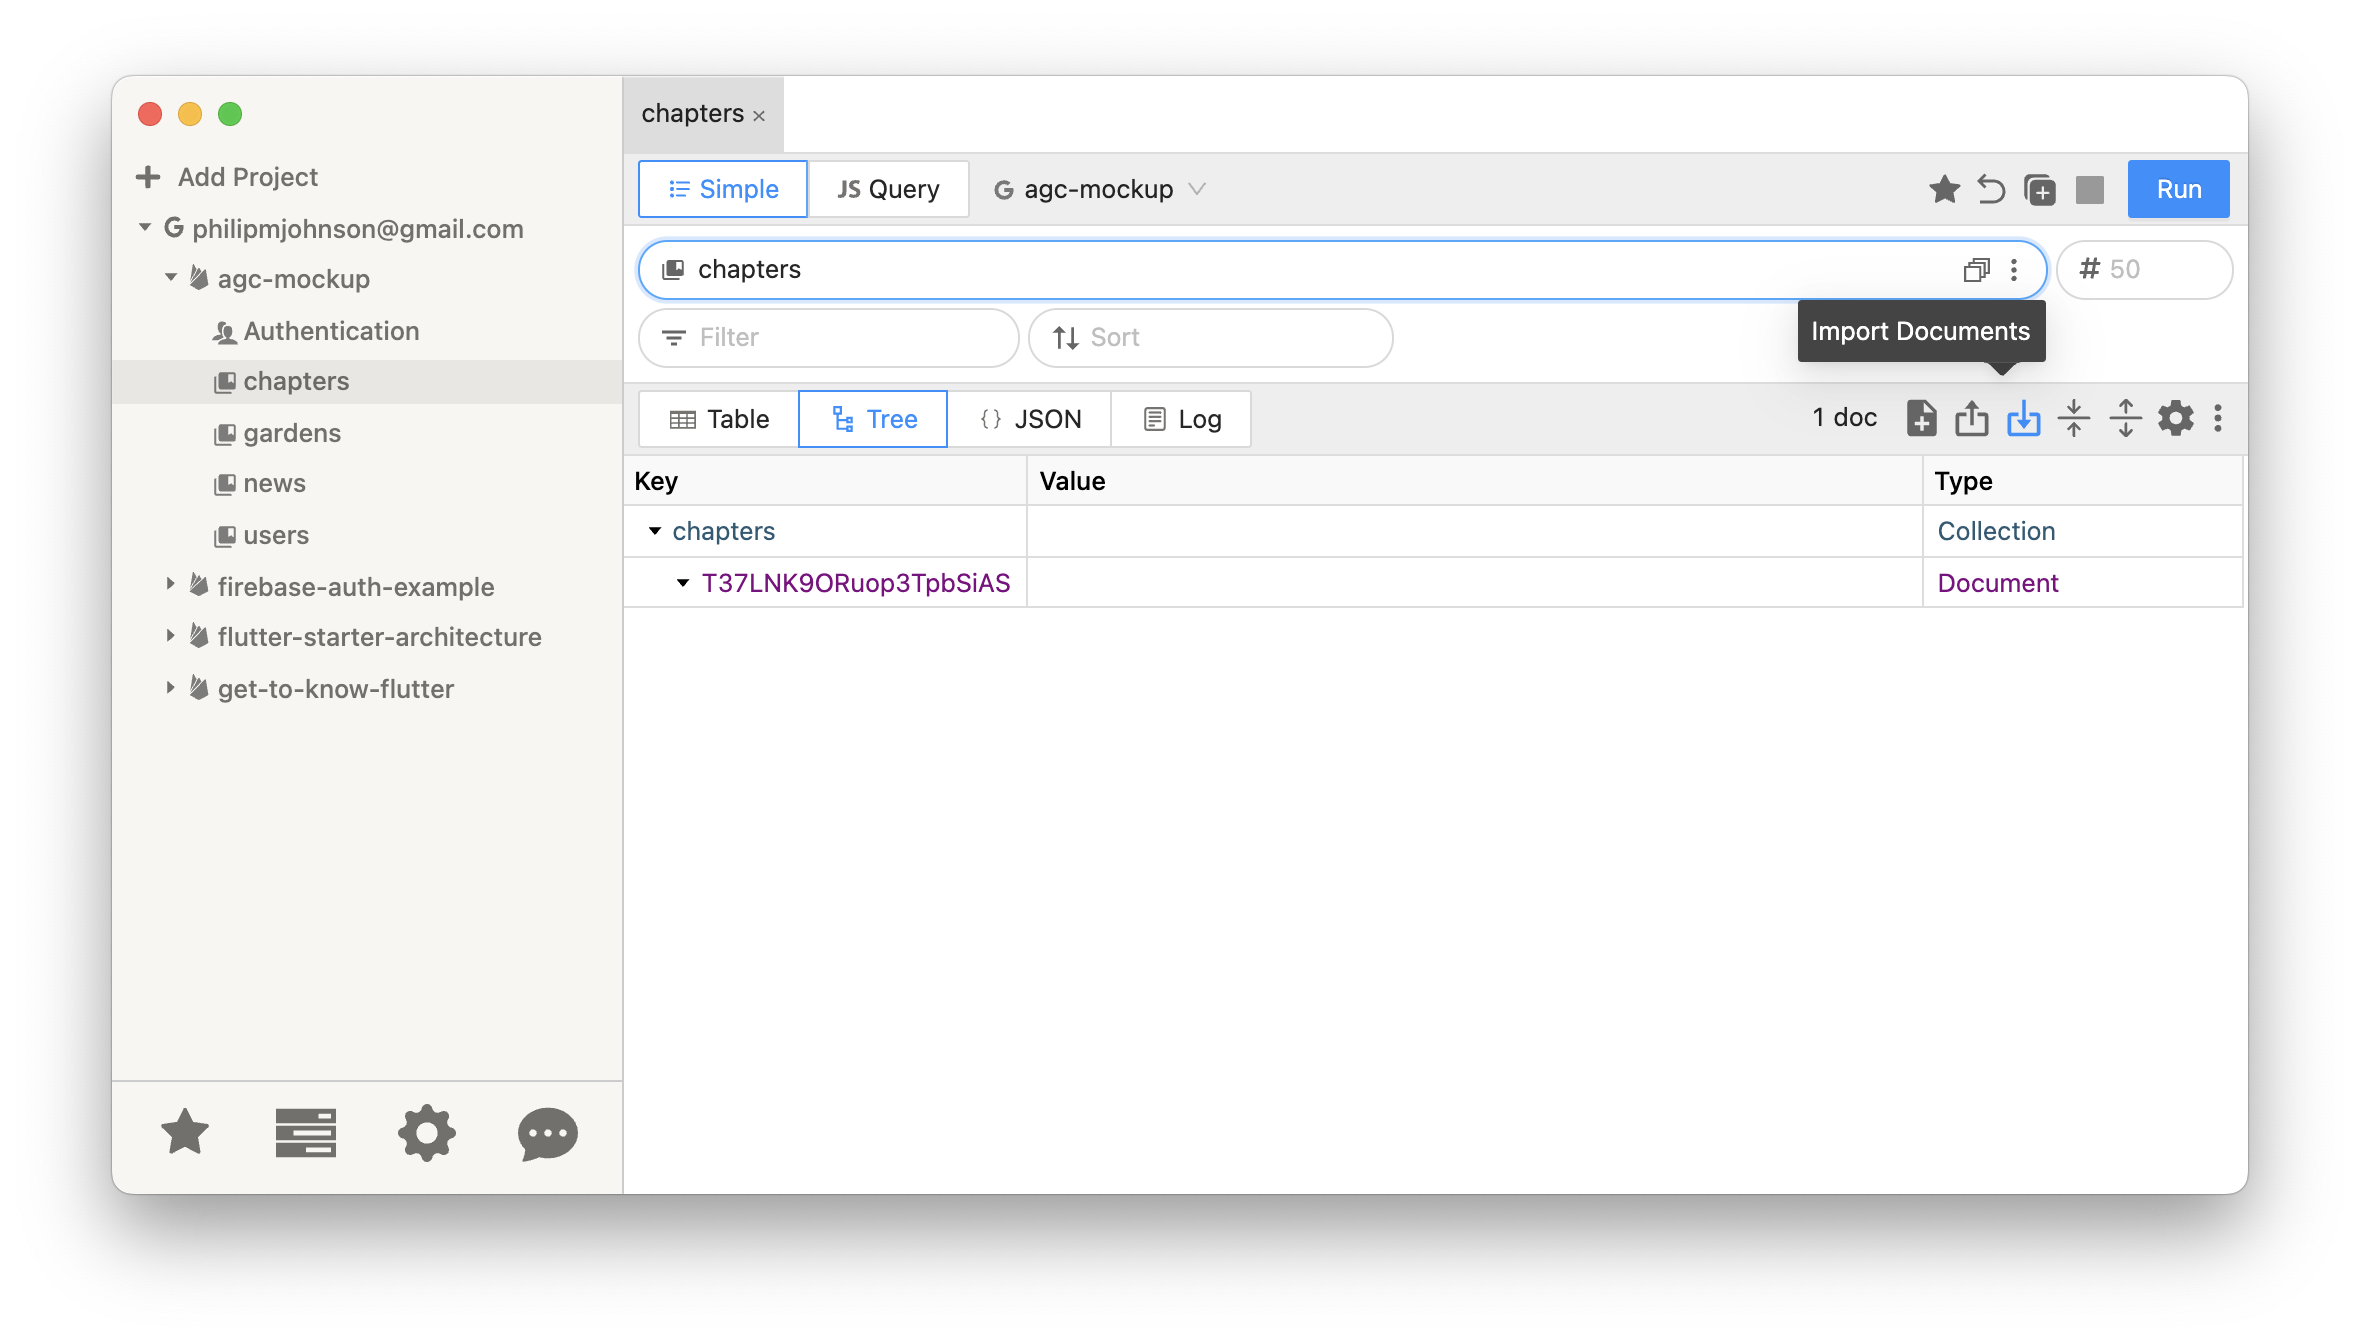 chapters ×
Add Project
G philipmjohnson@gmail.com
agc-mockup
Authentication
chapters
gardens
news
users
firebase-auth-example
flutter-starter-architecture
get-to-know-flutter
Simple
JS Query
G agc-mockup
Run
chapters
# 50
Filter
Sort
Import Documents
Table
Tree
{} JSON
Log
1 doc
Key Value Type
chapters Collection
T37LNK9ORuop3TpbSiAS Document